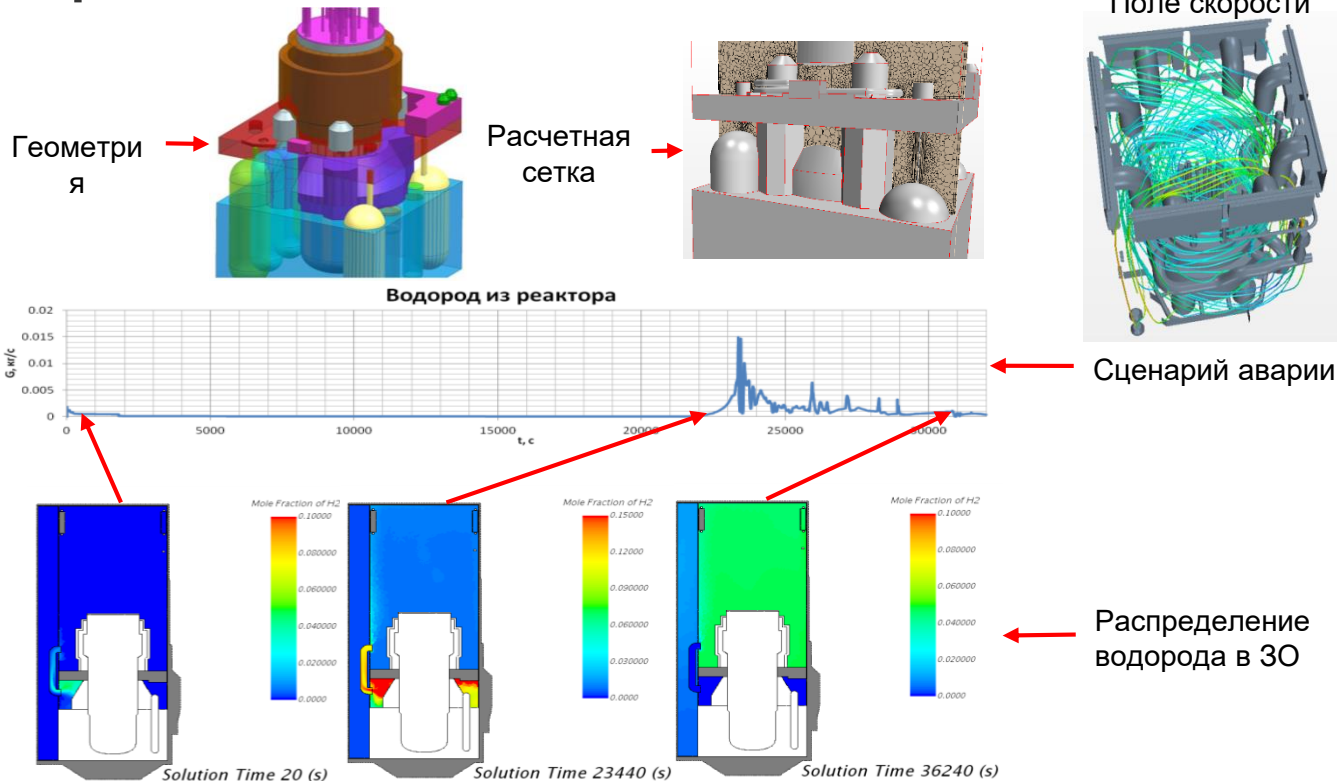 Поле скорости
Геометри
я
Расчетная
сетка
Водород из реактора
0.02
0.015
0.01
0.005
0
G, кг/с
0
5000
10000
15000
20000
25000
30000
t, с
Сценарий аварии
Mole Fraction of H2
0.10000
0.080000
0.060000
0.040000
0.020000
0.0000
Solution Time 20 (s)
Mole Fraction of H2
0.15000
0.12000
0.090000
0.060000
0.030000
0.0000
Solution Time 23440 (s)
Mole Fraction of H2
0.10000
0.080000
0.060000
0.040000
0.020000
0.0000
Solution Time 36240 (s)
Распределение
водорода в ЗО